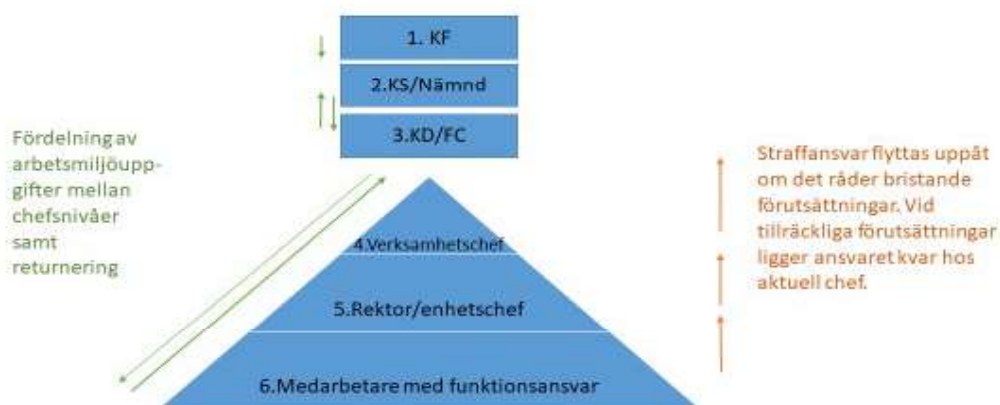 1. KF
2.KS/Nämnd
3.KD/FC
Fördelning av
arbetsmiljöupp-
gifter mellan
chefsnivåer
samt
returnering
4.Verksamhetschef
5.Rektor/enhetschef
6.Medarbetare med funktionsansvar
Straffansvar flyttas uppåt
om det råder bristande
förutsättningar. Vid
tillräckliga förutsättningar
ligger ansvaret kvar hos
aktuell chef.